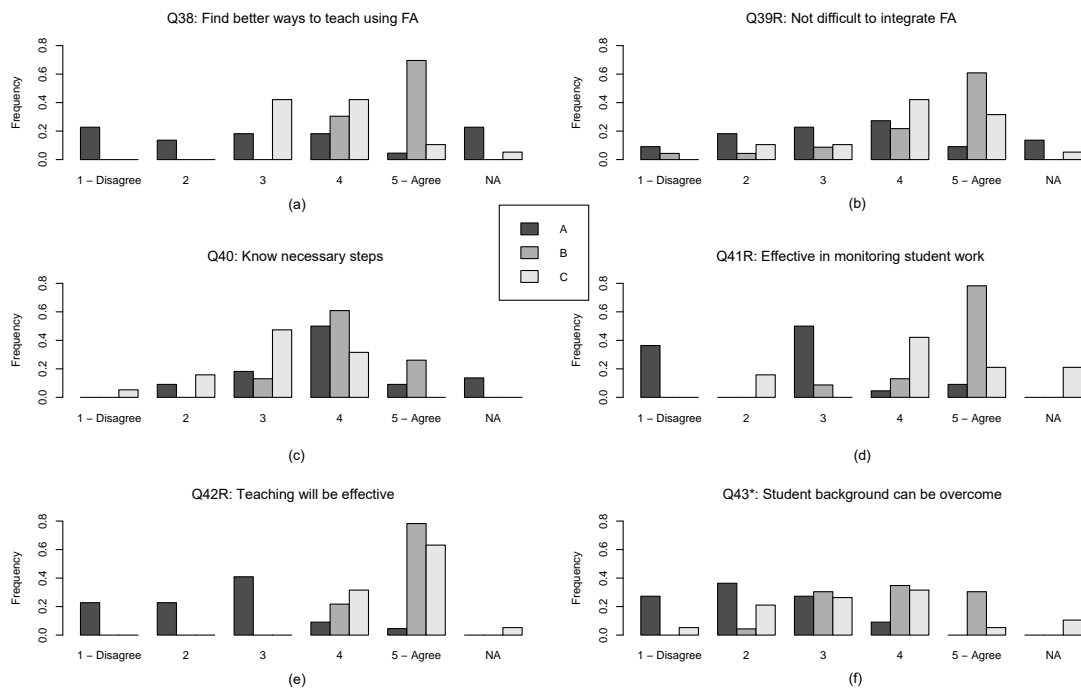 Q38: Find better ways to teach using FA
Frequency
0.0 0.2 0.4 0.6 0.8
1 – Disagree 2 3 4 5 – Agree NA
(a)
Q39R: Not difficult to integrate FA
Frequency
0.0 0.2 0.4 0.6 0.8
1 – Disagree 2 3 4 5 – Agree NA
(b)
A
B
C
Q40: Know necessary steps
Frequency
0.0 0.2 0.4 0.6 0.8
1 – Disagree 2 3 4 5 – Agree NA
(c)
Q41R: Effective in monitoring student work
Frequency
0.0 0.2 0.4 0.6 0.8
1 – Disagree 2 3 4 5 – Agree NA
(d)
Q42R: Teaching will be effective
Frequency
0.0 0.2 0.4 0.6 0.8
1 – Disagree 2 3 4 5 – Agree NA
(e)
Q43*: Student background can be overcome
Frequency
0.0 0.2 0.4 0.6 0.8
1 – Disagree 2 3 4 5 – Agree NA
(f)